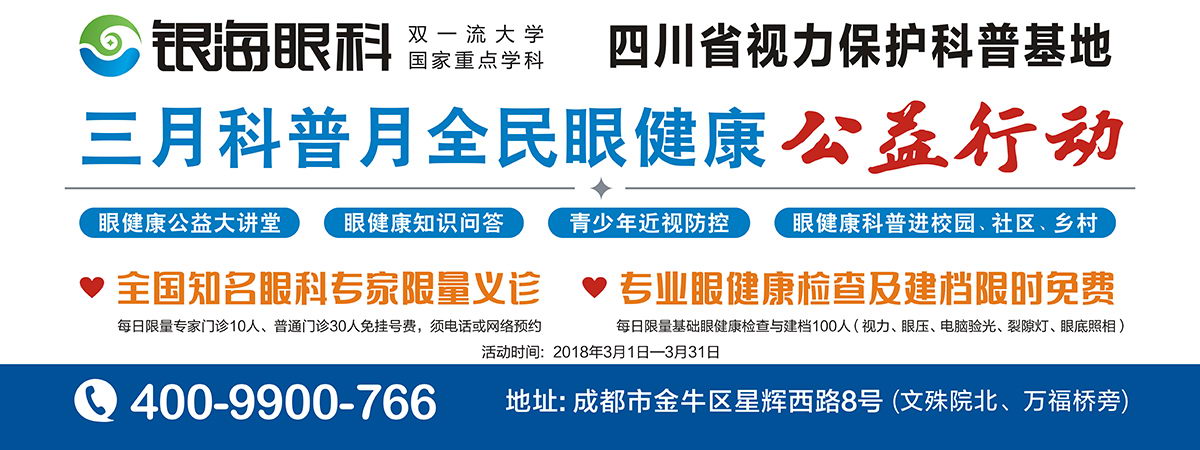 银海眼科
双一流大学
国家重点学科
四川省视力保护科普基地
三月科普月全民眼健康公益行动
眼健康公益大讲堂 眼健康知识问答 青少年近视防控 眼健康科普进校园、社区、乡村
全国知名眼科专家限量义诊
每日限量专家门诊10人、普通门诊30人免挂号费，须电话或网络预约
专业眼健康检查及建档限时免费
每日限量基础眼健康检查与建档100人（视力、眼压、电脑验光、裂隙灯、眼底照相）
活动时间：2018年3月1日—3月31日
400-9900-766
地址：成都市金牛区星辉西路8号（文殊院北、万福桥旁）